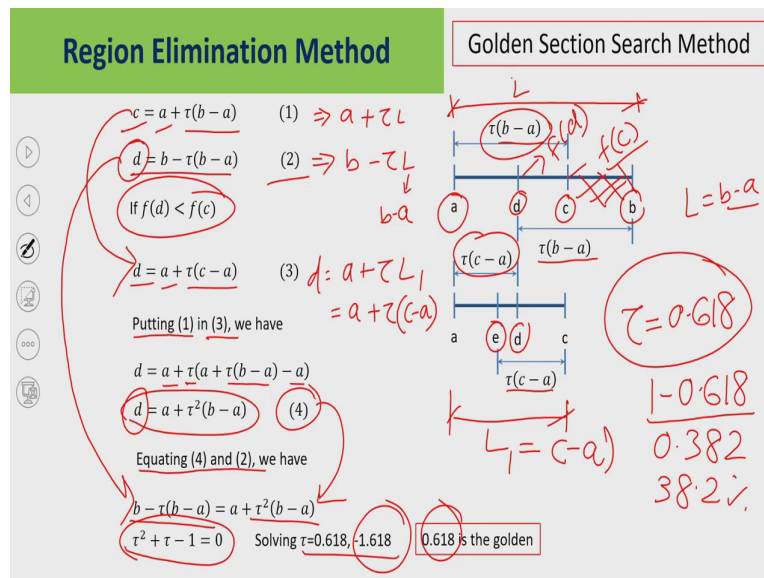 Region Elimination Method
Golden Section Search Method
c = a + τ(b − a) (1) ⇒ a + τL
d = b − τ(b − a) (2) ⇒ b − τL
b-a
If f(d) < f(c)
d = a + τ(c − a) (3) d = a + τL₁
= a + τ(c-a)
Putting (1) in (3), we have
d = a + τ(a + τ(b − a) − a)
d = a + τ²(b − a) (4)
Equating (4) and (2), we have
b − τ(b − a) = a + τ²(b − a)
τ² + τ − 1 = 0 Solving τ=0.618, -1.618 0.618 is the golden
L
τ(b − a)
f(d)
f(c)
a d c b
L = b-a
τ(c − a) τ(b − a)
a e d c
τ(c − a)
L₁ = c-a
τ = 0.618
1-0.618
0.382
38.2%